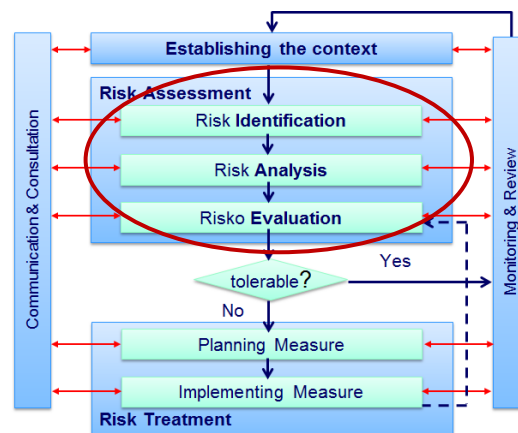 Establishing the context
Risk Assessment
Risk Identification
Risk Analysis
Risko Evaluation
tolerable?
Yes
No
Planning Measure
Implementing Measure
Risk Treatment
Communication & Consultation
Monitoring & Review